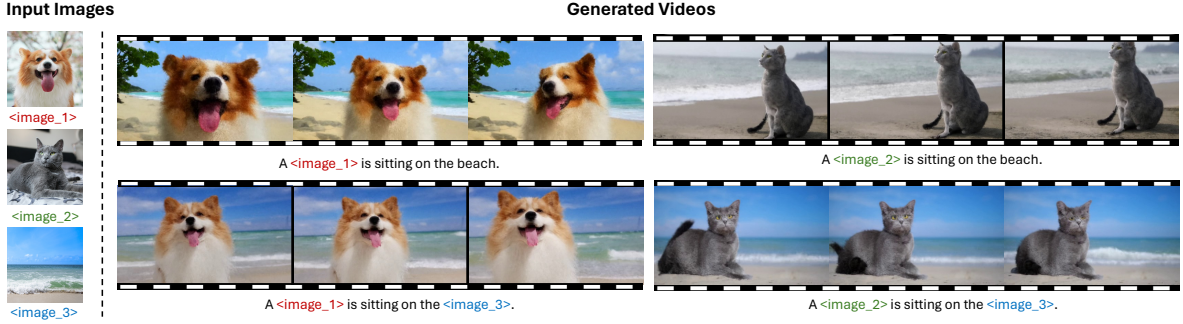 Input Images
Generated Videos
<image_1>
<image_2>
<image_3>
A <image_1> is sitting on the beach.
A <image_2> is sitting on the beach.
A <image_1> is sitting on the <image_3>.
A <image_2> is sitting on the <image_3>.